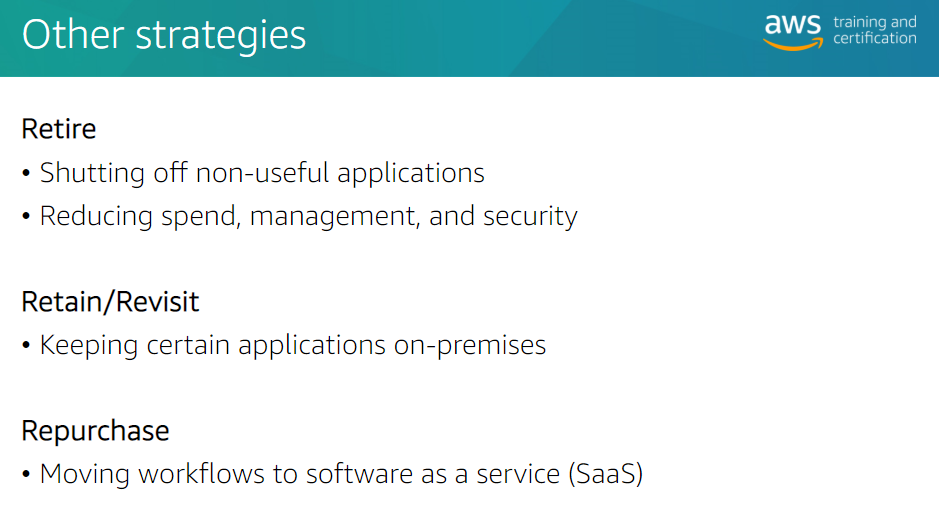 Other strategies
aws training and certification
Retire
• Shutting off non-useful applications
• Reducing spend, management, and security
Retain/Revisit
• Keeping certain applications on-premises
Repurchase
• Moving workflows to software as a service (SaaS)